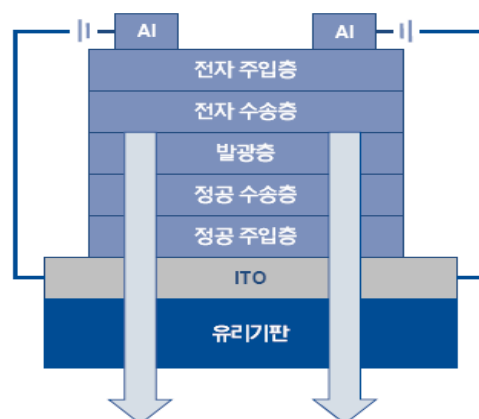 Al Al
전자 주입층
전자 수송층
발광층
정공 수송층
정공 주입층
ITO
유리기판